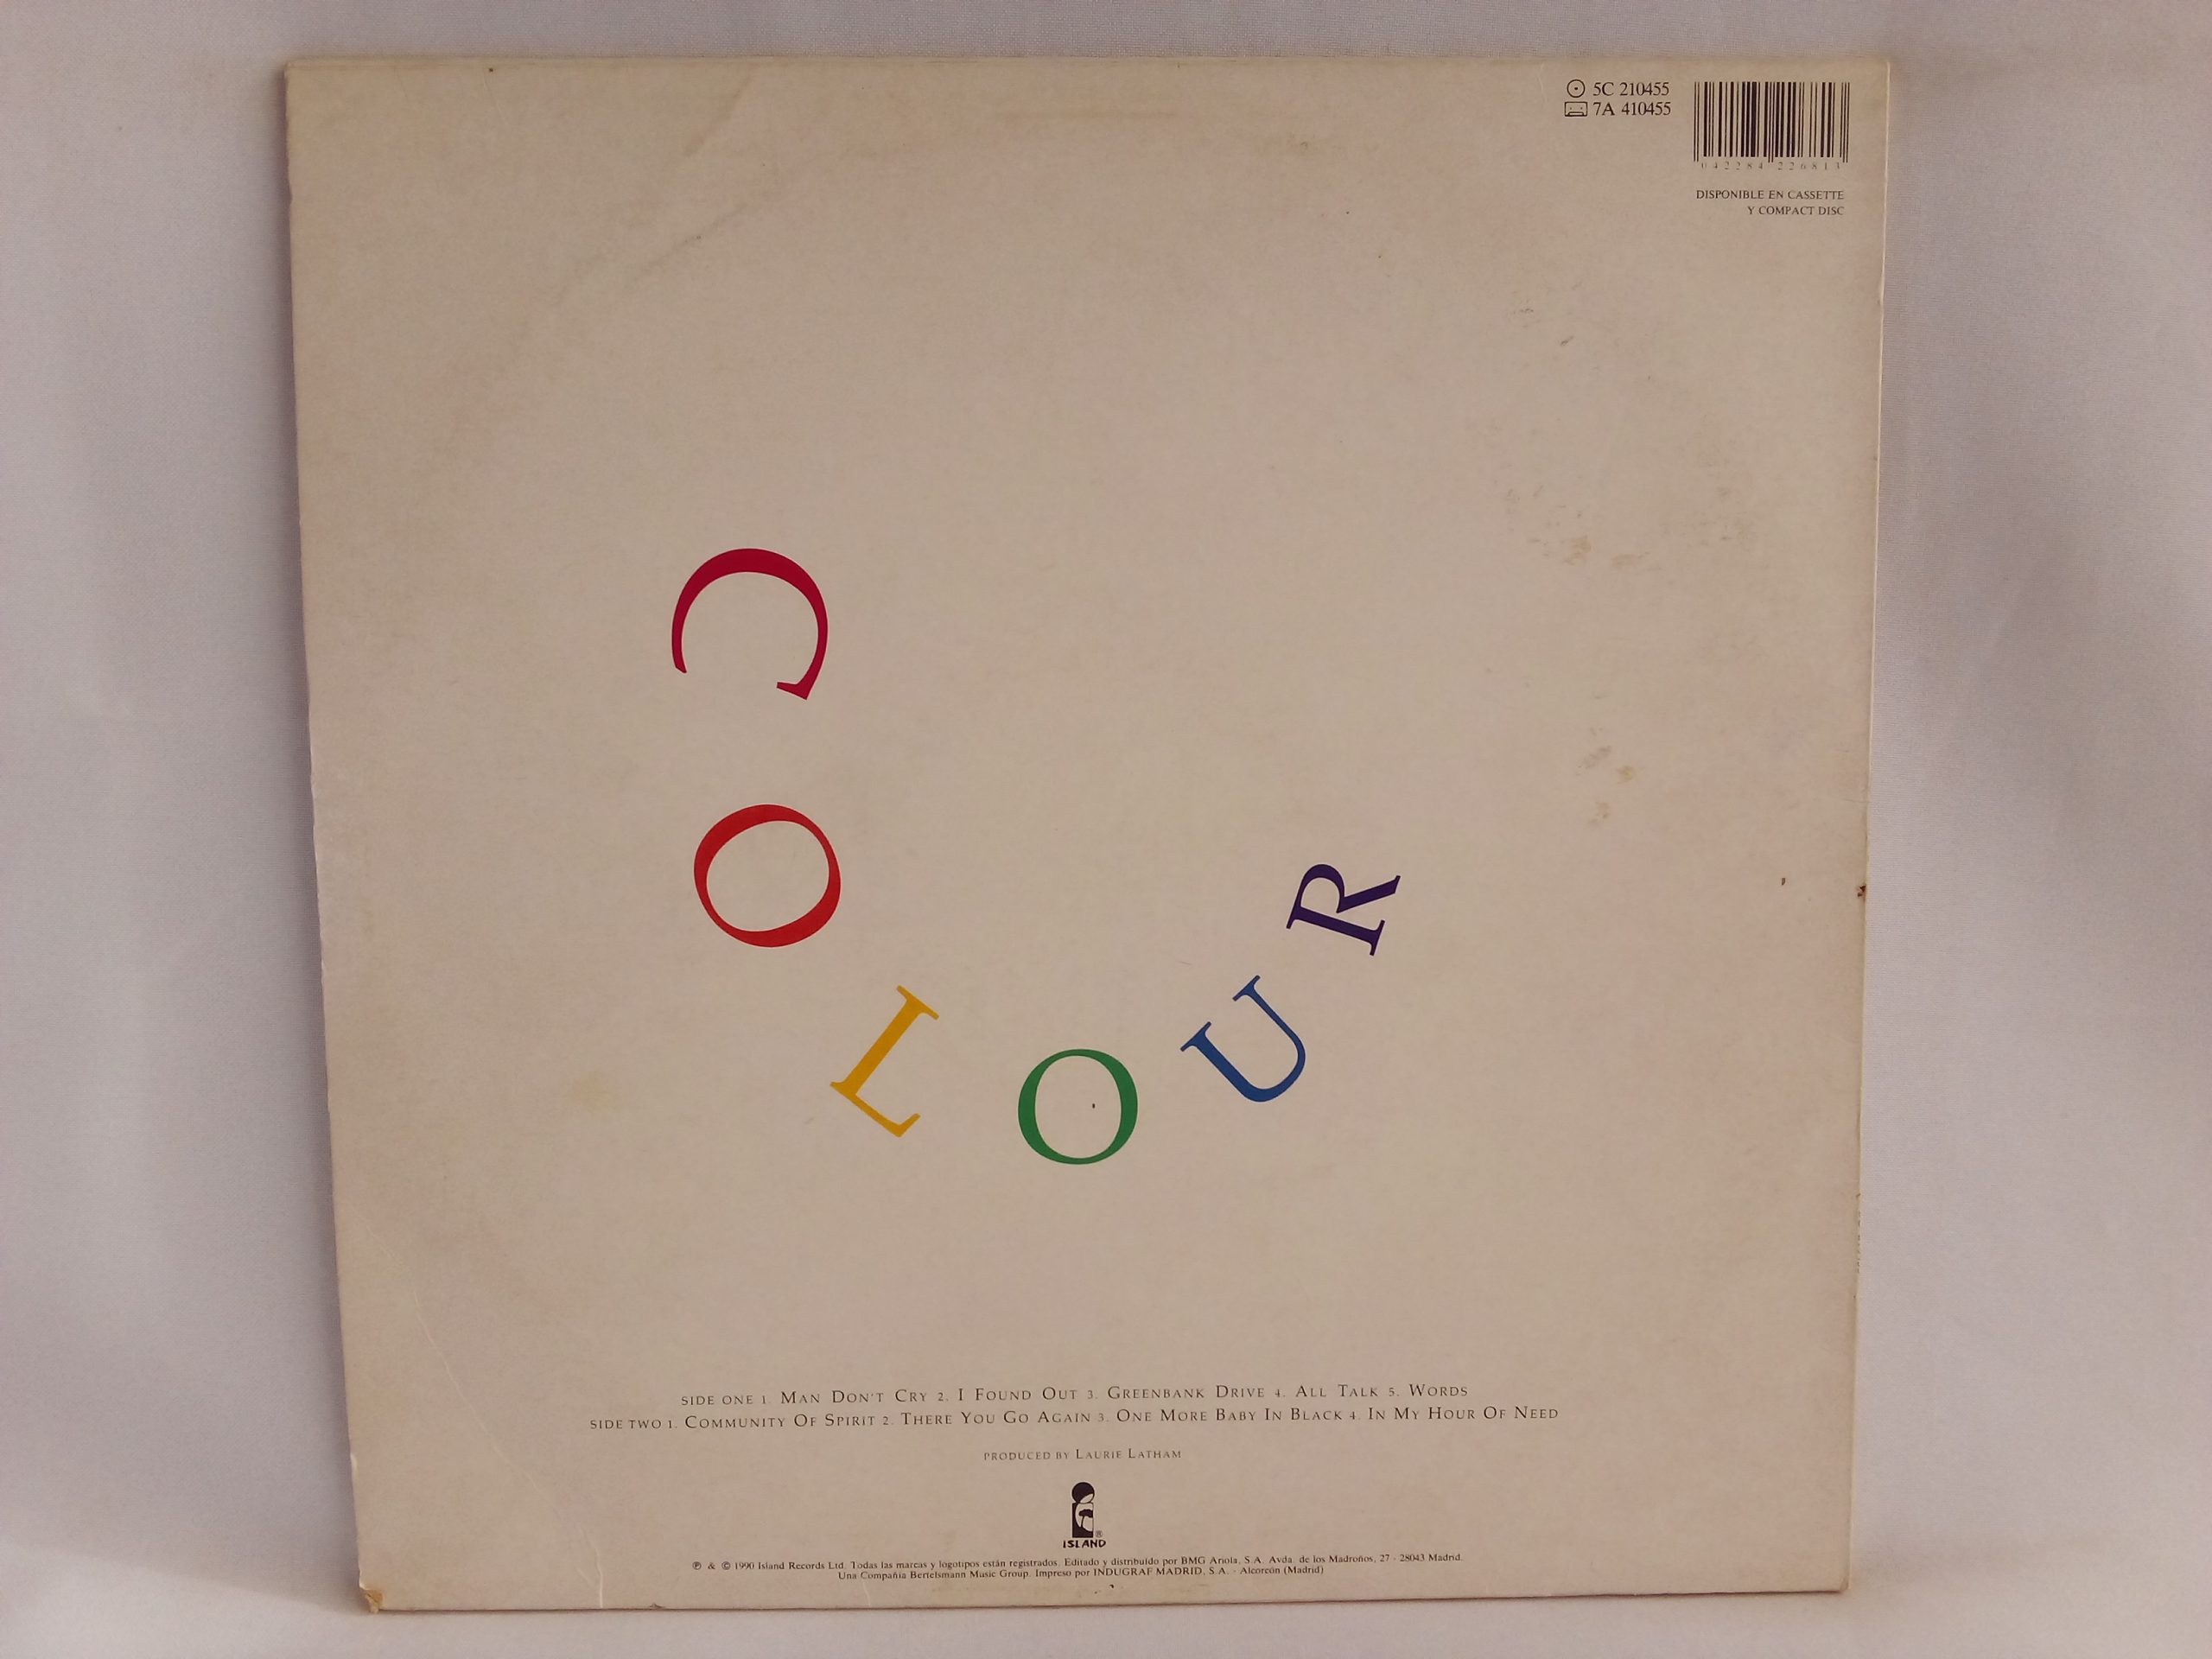 5C 210455
7A 410455
0 42284 22681 3
DISPONIBLE EN CASSETTE
Y COMPACT DISC
COLOUR
SIDE ONE 1. MAN DON'T CRY 2. I FOUND OUT 3. GREENBANK DRIVE 4. ALL TALK 5. WORDS
SIDE TWO 1. COMMUNITY OF SPIRIT 2. THERE YOU GO AGAIN 3. ONE MORE BABY IN BLACK 4. IN MY HOUR OF NEED
PRODUCED BY LAURIE LATHAM
®
ISLAND
℗ & © 1990 Island Records Ltd. Todas las marcas y logotipos están registrados. Editado y distribuido por BMG Ariola, S.A. Avda. de los Madroños, 27 - 28043 Madrid.
Una Compañía Bertelsmann Music Group. Impreso por INDUGRAF MADRID, S.A. - Alcorcón (Madrid)